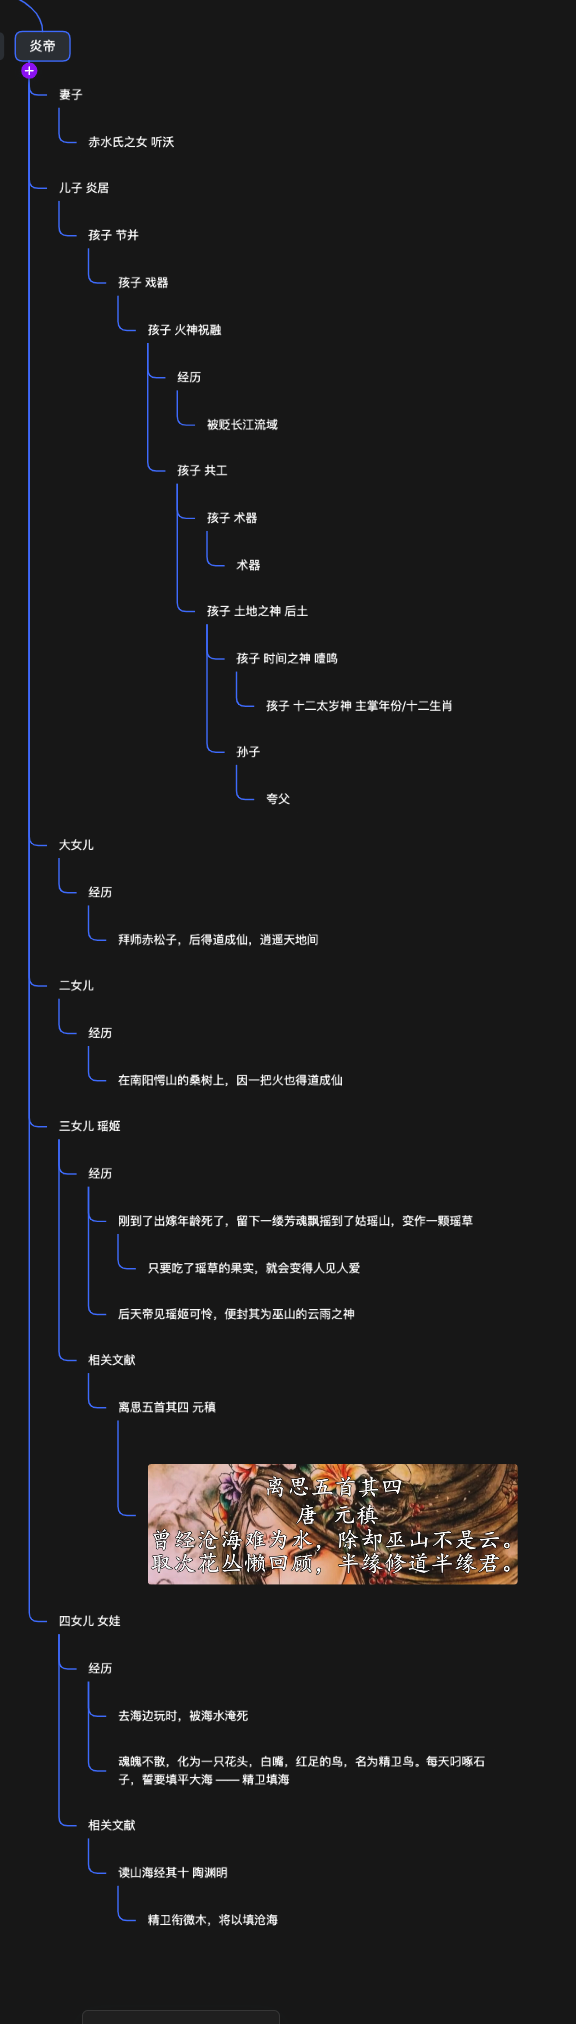 炎帝
妻子
赤水氏之女 听沃
儿子 炎居
孩子 节并
孩子 戏器
孩子 火神祝融
经历
被贬长江流域
孩子 共工
孩子 术器
术器
孩子 土地之神 后土
孩子 时间之神 噎鸣
孩子 十二太岁神 主掌年份/十二生肖
孙子
夸父
大女儿
经历
拜师赤松子，后得道成仙，逍遥天地间
二女儿
经历
在南阳愕山的桑树上，因一把火也得道成仙
三女儿 瑶姬
经历
刚到了出嫁年龄死了，留下一缕芳魂飘摇到了姑瑶山，变作一颗瑶草
只要吃了瑶草的果实，就会变得人见人爱
后天帝见瑶姬可怜，便封其为巫山的云雨之神
相关文献
离思五首其四 元稹
离思五首其四
唐 元稹
曾经沧海难为水，除却巫山不是云。
取次花丛懒回顾，半缘修道半缘君。
四女儿 女娃
经历
去海边玩时，被海水淹死
魂魄不散，化为一只花头，白嘴，红足的鸟，名为精卫鸟。每天叼啄石
子，誓要填平大海 —— 精卫填海
相关文献
读山海经其十 陶渊明
精卫衔微木，将以填沧海